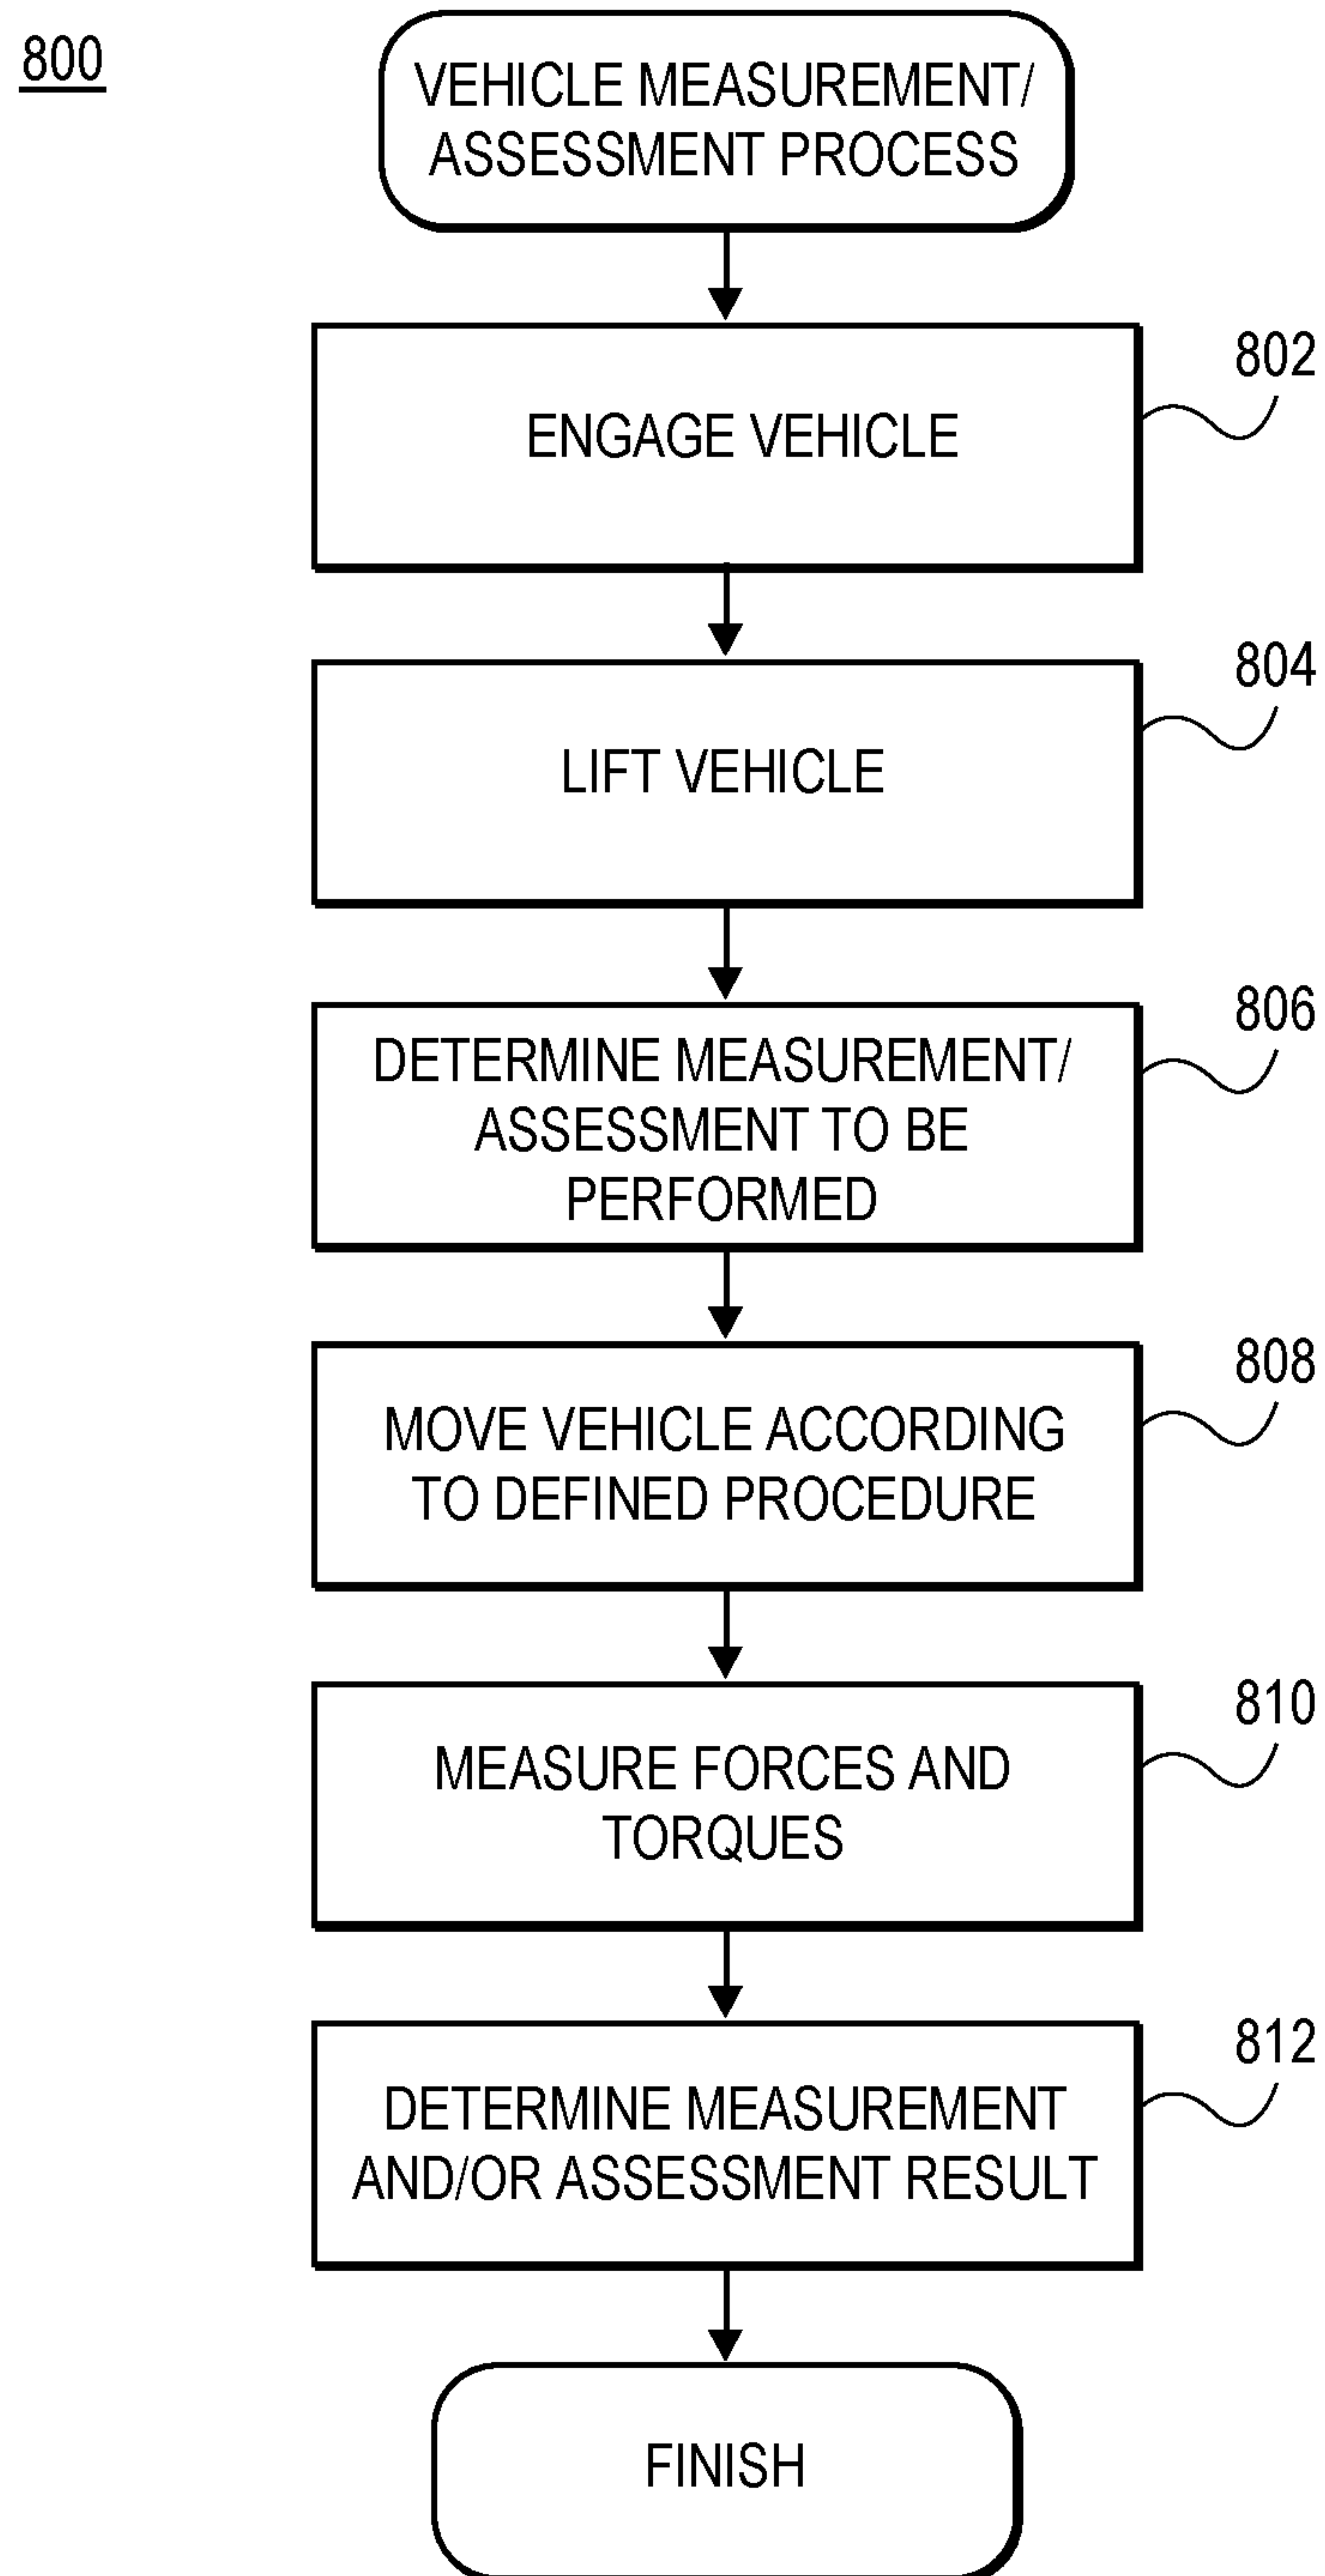 800
VEHICLE MEASUREMENT/
ASSESSMENT PROCESS
802
ENGAGE VEHICLE
804
LIFT VEHICLE
806
DETERMINE MEASUREMENT/
ASSESSMENT TO BE
PERFORMED
808
MOVE VEHICLE ACCORDING
TO DEFINED PROCEDURE
810
MEASURE FORCES AND
TORQUES
812
DETERMINE MEASUREMENT
AND/OR ASSESSMENT RESULT
FINISH